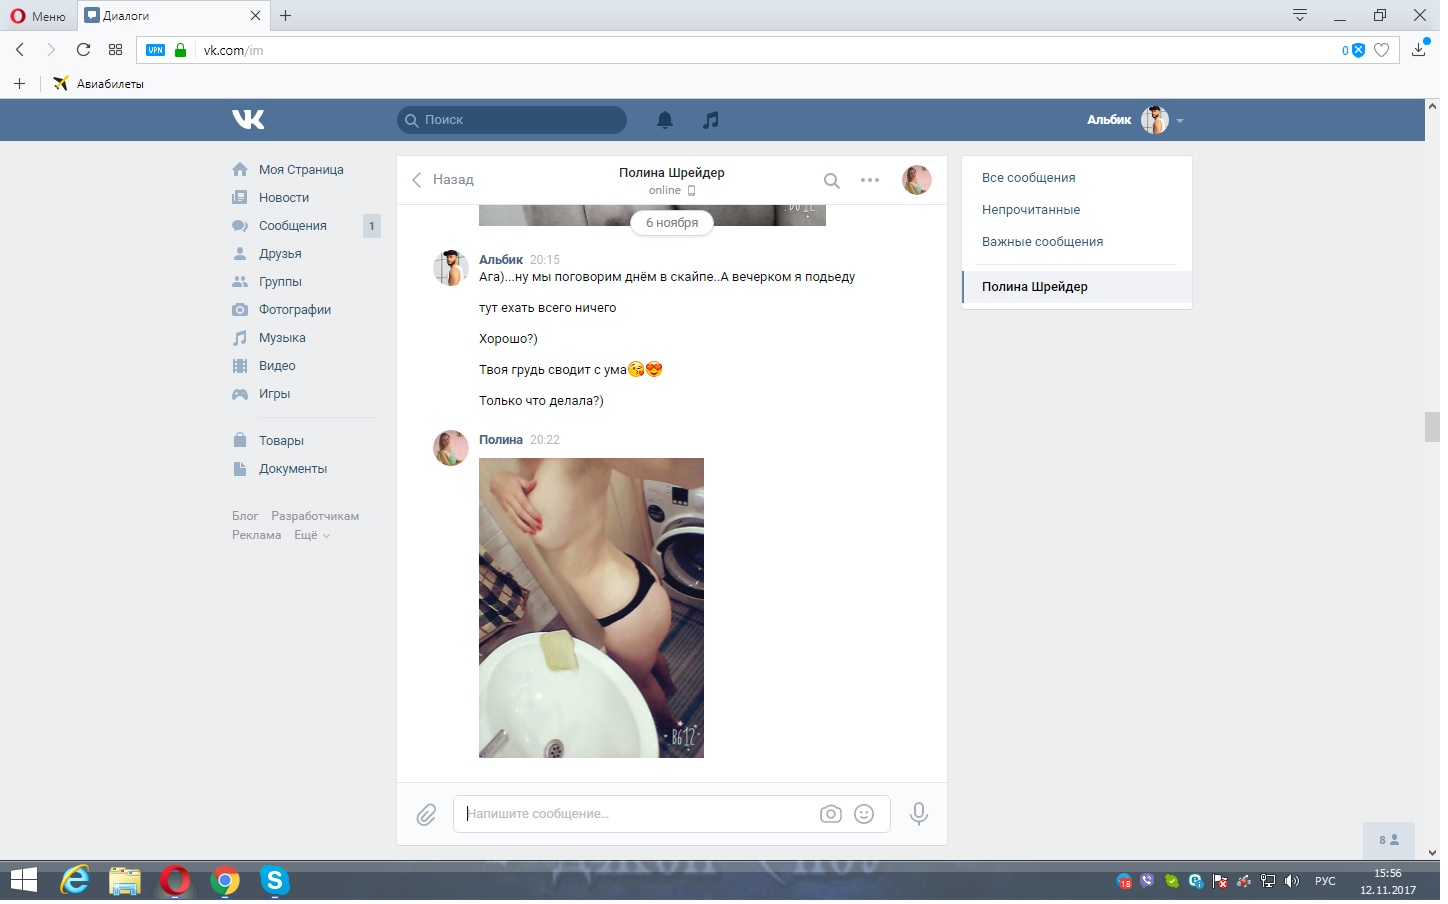 Меню
Диалоги
VPN
vk.com/im
0
Авиабилеты
Поиск
Альбик
Моя Страница
Новости
Сообщения
1
Друзья
Группы
Фотографии
Музыка
Видео
Игры
Товары
Документы
Блог Разработчикам
Реклама Ещё
Назад
Полина Шрейдер
online
6 ноября
Альбик 20:15
Ага)...ну мы поговорим днём в скайпе..А вечерком я подьеду
тут ехать всего ничего
Хорошо?)
Твоя грудь сводит с ума😘😍
Только что делала?)
Полина 20:22
B612
Напишите сообщение...
Все сообщения
Непрочитанные
Важные сообщения
Полина Шрейдер
8
18
РУС
15:56
12.11.2017